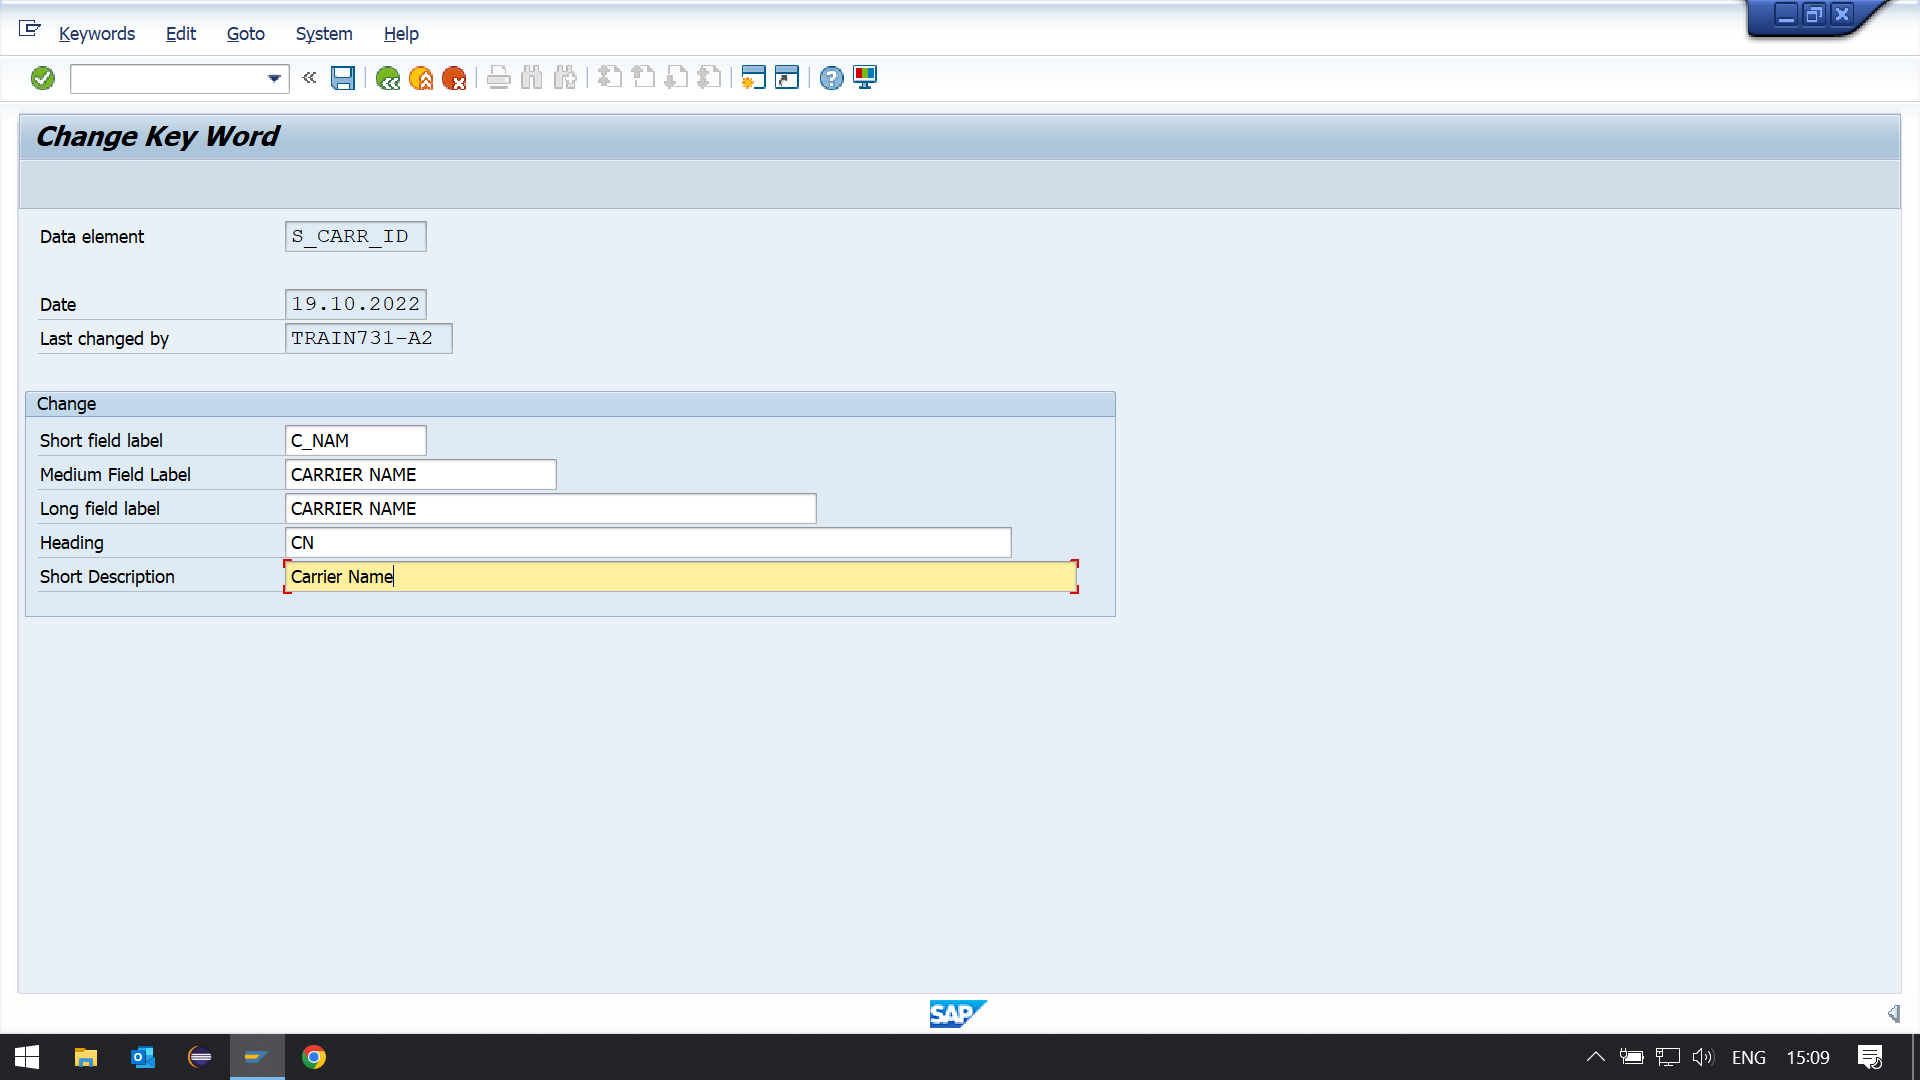 Keywords Edit Goto System Help
Change Key Word
Data element S_CARR_ID
Date 19.10.2022
Last changed by TRAIN731-A2
Change
Short field label C_NAM
Medium Field Label CARRIER NAME
Long field label CARRIER NAME
Heading CN
Short Description Carrier Name
SAP
ENG 15:09